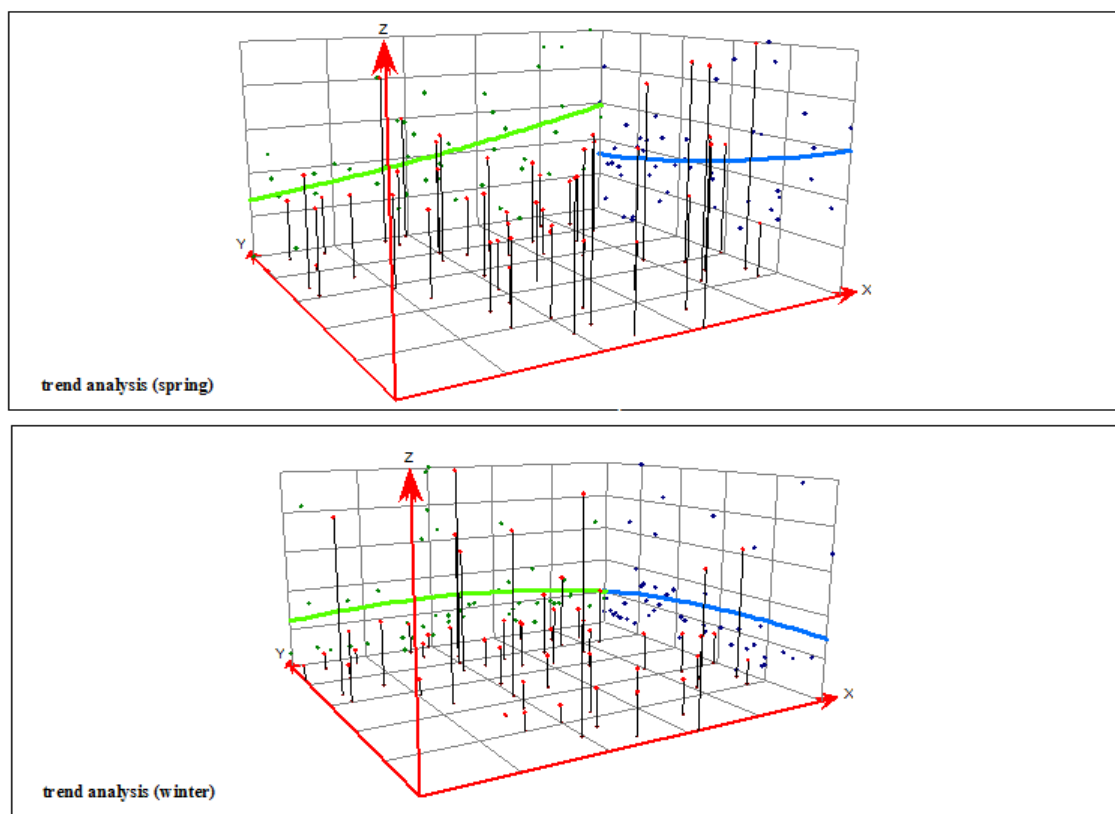 Z
Y
X
trend analysis (spring)
Z
Y
X
trend analysis (winter)